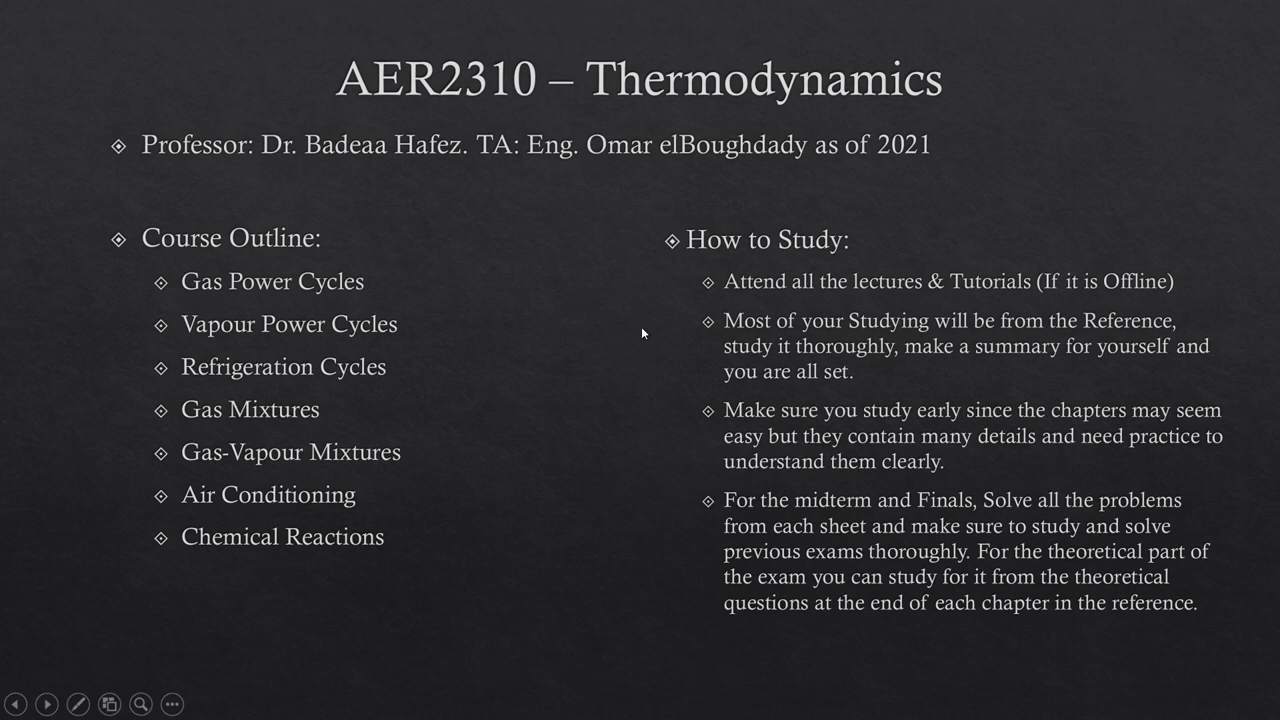 AER2310 – Thermodynamics
Professor: Dr. Badeaa Hafez. TA: Eng. Omar elBoughdady as of 2021
Course Outline:
Gas Power Cycles
Vapour Power Cycles
Refrigeration Cycles
Gas Mixtures
Gas-Vapour Mixtures
Air Conditioning
Chemical Reactions
How to Study:
Attend all the lectures & Tutorials (If it is Offline)
Most of your Studying will be from the Reference,
study it thoroughly, make a summary for yourself and
you are all set.
Make sure you study early since the chapters may seem
easy but they contain many details and need practice to
understand them clearly.
For the midterm and Finals, Solve all the problems
from each sheet and make sure to study and solve
previous exams thoroughly. For the theoretical part of
the exam you can study for it from the theoretical
questions at the end of each chapter in the reference.